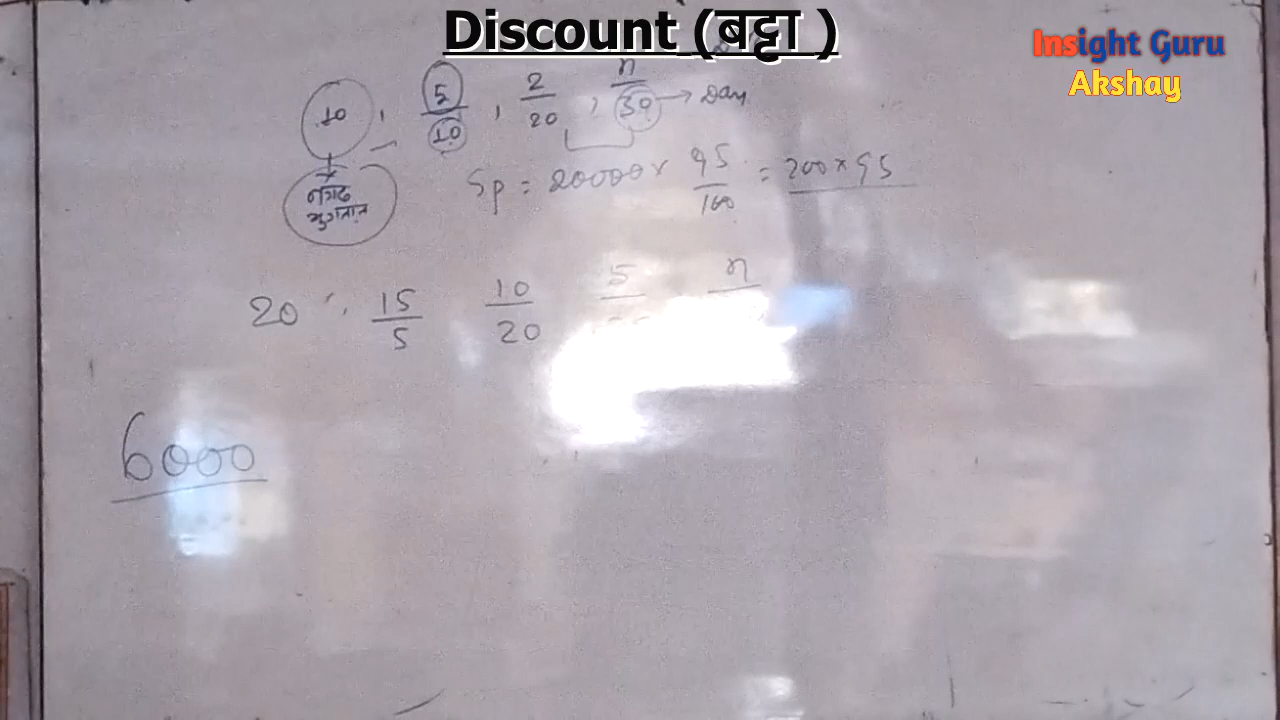 Discount (बट्टा )
Insight Guru
Akshay
10 , 5/10 , 2/20 , n/30 → Day
नगद
भुगतान
Sp = 20000 × 95/100 = 200 × 95
20 , 15/5 10/20 5/ n/
6000